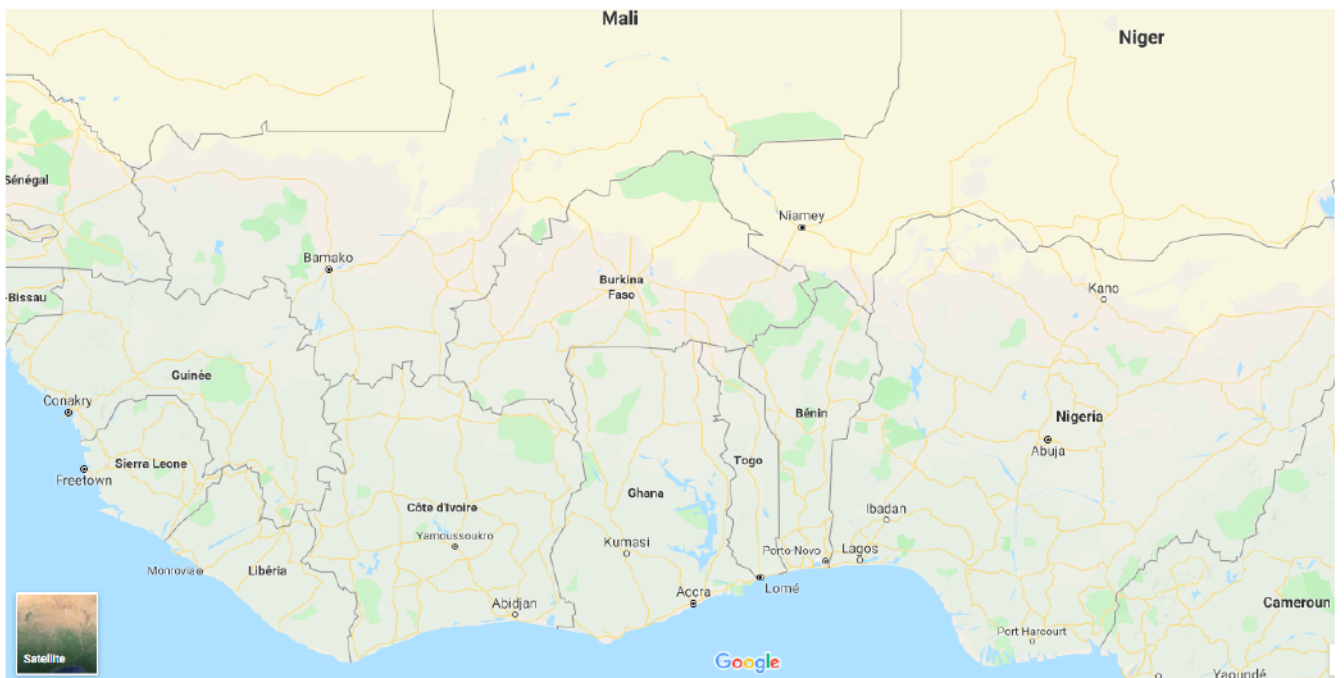 Mali
Niger
Sénégal
Niamey
Bamako
Burkina
Faso
Kano
-Bissau
Guinée
Conakry
Bénin
Nigeria
Abuja
Sierra Leone
Freetown
Togo
Ghana
Côte d'Ivoire
Ibadan
Yamoussoukro
Kumasi
Porto-Novo
Lagos
Monrovia
Libéria
Lomé
Accra
Abidjan
Cameroun
Port Harcourt
Satellite
Google
Yaoundé